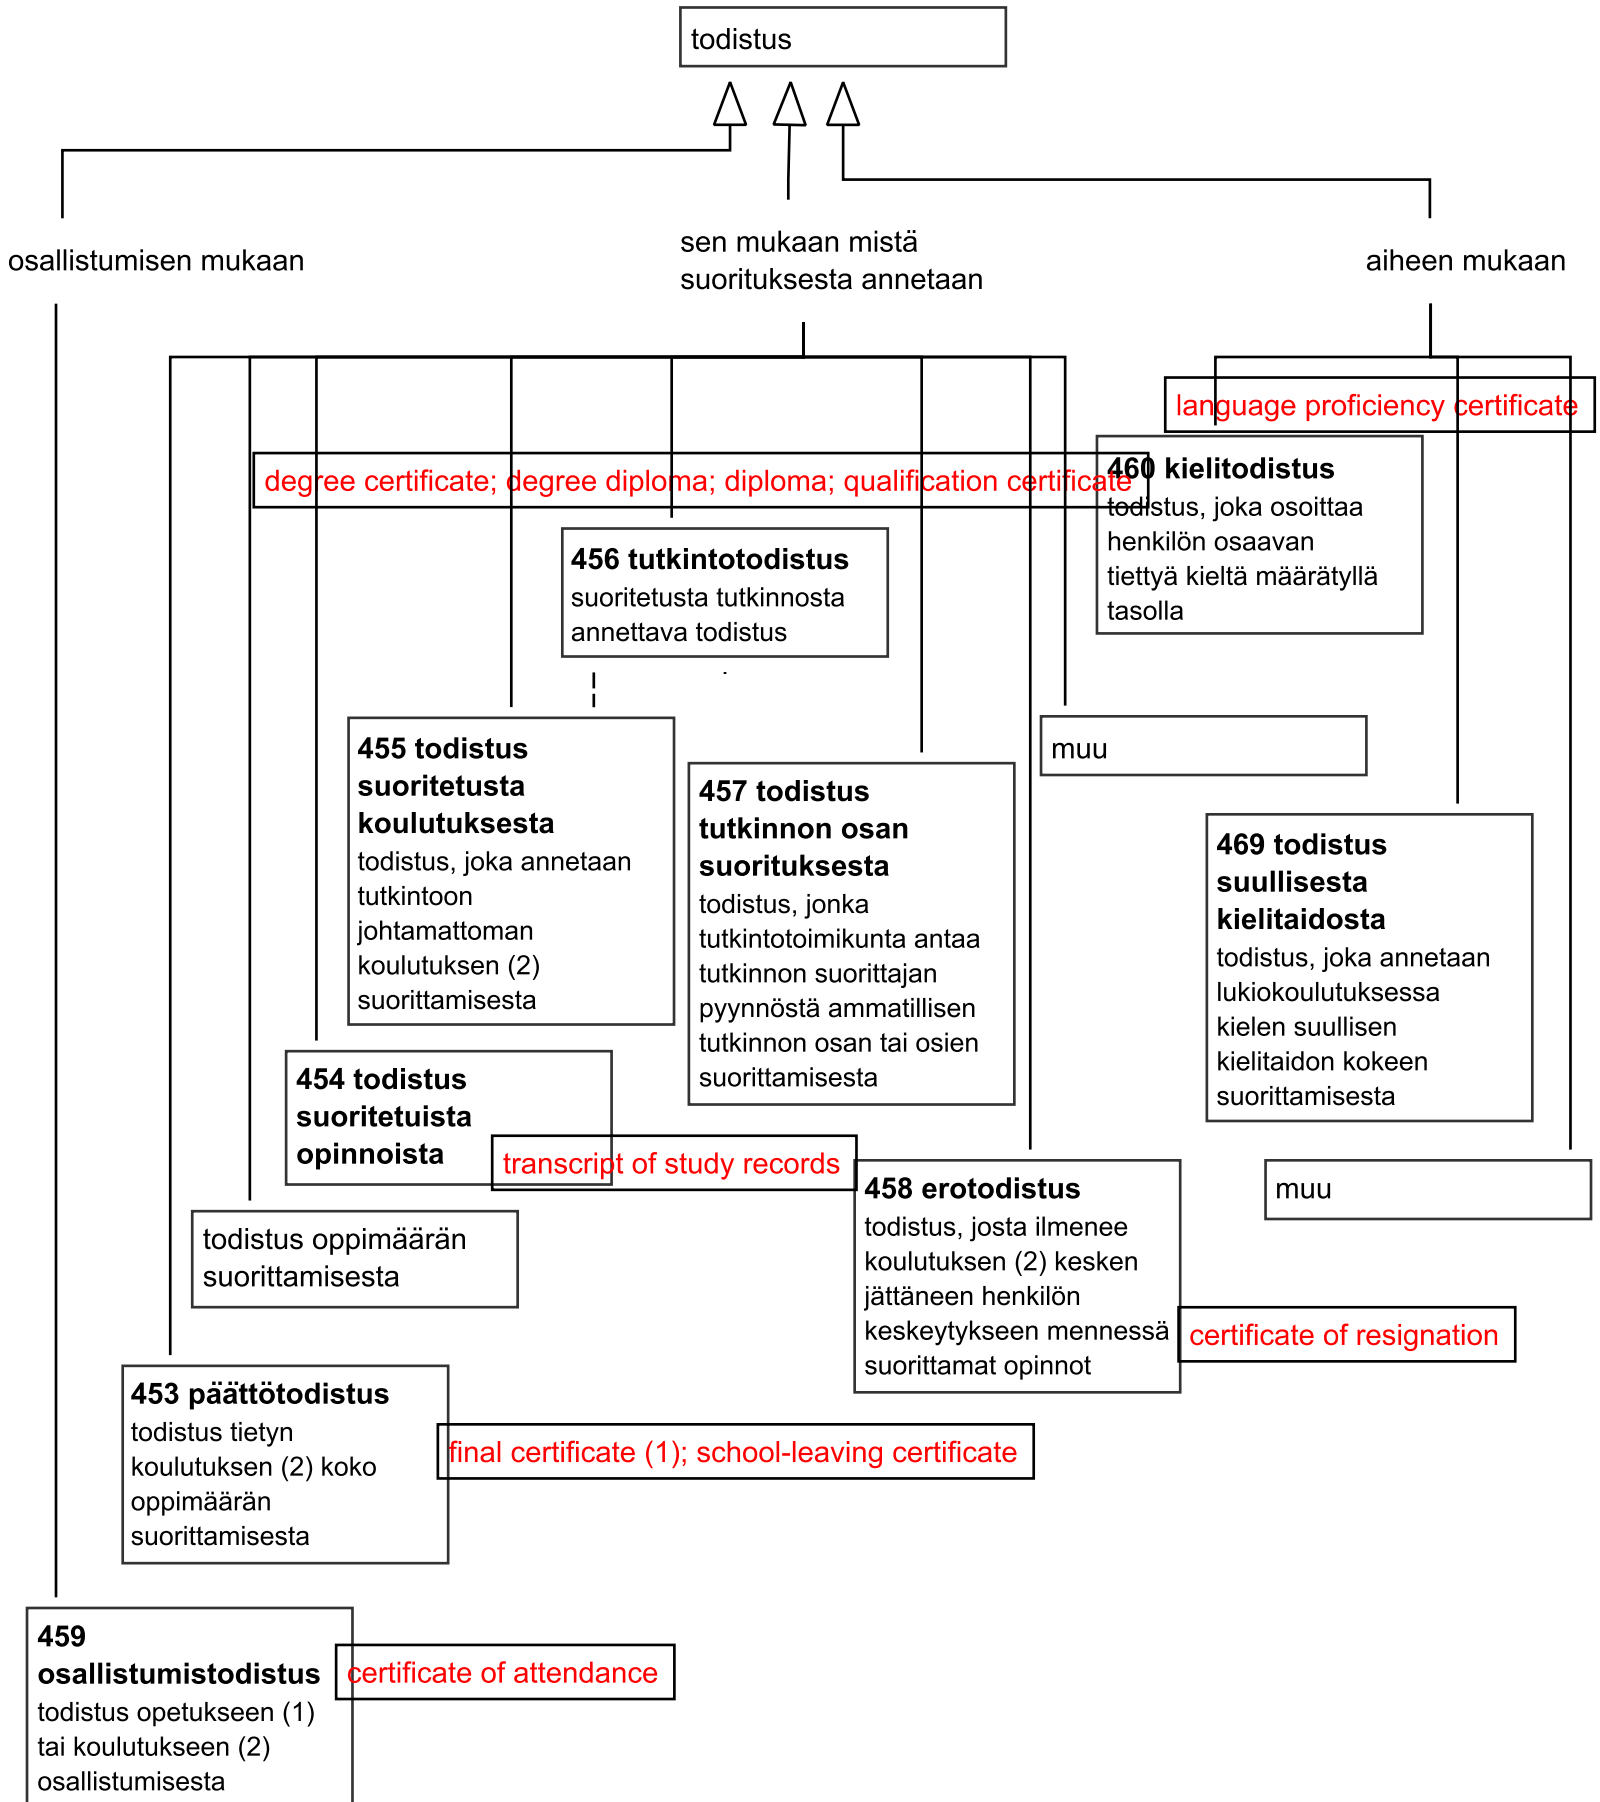 todistus
osallistumisen mukaan
sen mukaan mistä
suorituksesta annetaan
aiheen mukaan
language proficiency certificate
degree certificate; degree diploma; diploma; qualification certificate
460 kielitodistus
todistus, joka osoittaa
henkilön osaavan
tiettyä kieltä määrätyllä
tasolla
456 tutkintotodistus
suoritetusta tutkinnosta
annettava todistus
455 todistus
suoritetusta
koulutuksesta
todistus, joka annetaan
tutkintoon
johtamattoman
koulutuksen (2)
suorittamisesta
muu
457 todistus
tutkinnon osan
suorituksesta
todistus, jonka
tutkintotoimikunta antaa
tutkinnon suorittajan
pyynnöstä ammatillisen
tutkinnon osan tai osien
suorittamisesta
469 todistus
suullisesta
kielitaidosta
todistus, joka annetaan
lukiokoulutuksessa
kielen suullisen
kielitaidon kokeen
suorittamisesta
454 todistus
suoritetuista
opinnoista
transcript of study records
458 erotodistus
todistus, josta ilmenee
koulutuksen (2) kesken
jättäneen henkilön
keskeytykseen mennessä
suorittamat opinnot
muu
todistus oppimäärän
suorittamisesta
certificate of resignation
453 päättötodistus
todistus tietyn
koulutuksen (2) koko
oppimäärän
suorittamisesta
final certificate (1); school-leaving certificate
459
osallistumistodistus
todistus opetukseen (1)
tai koulutukseen (2)
osallistumisesta
certificate of attendance